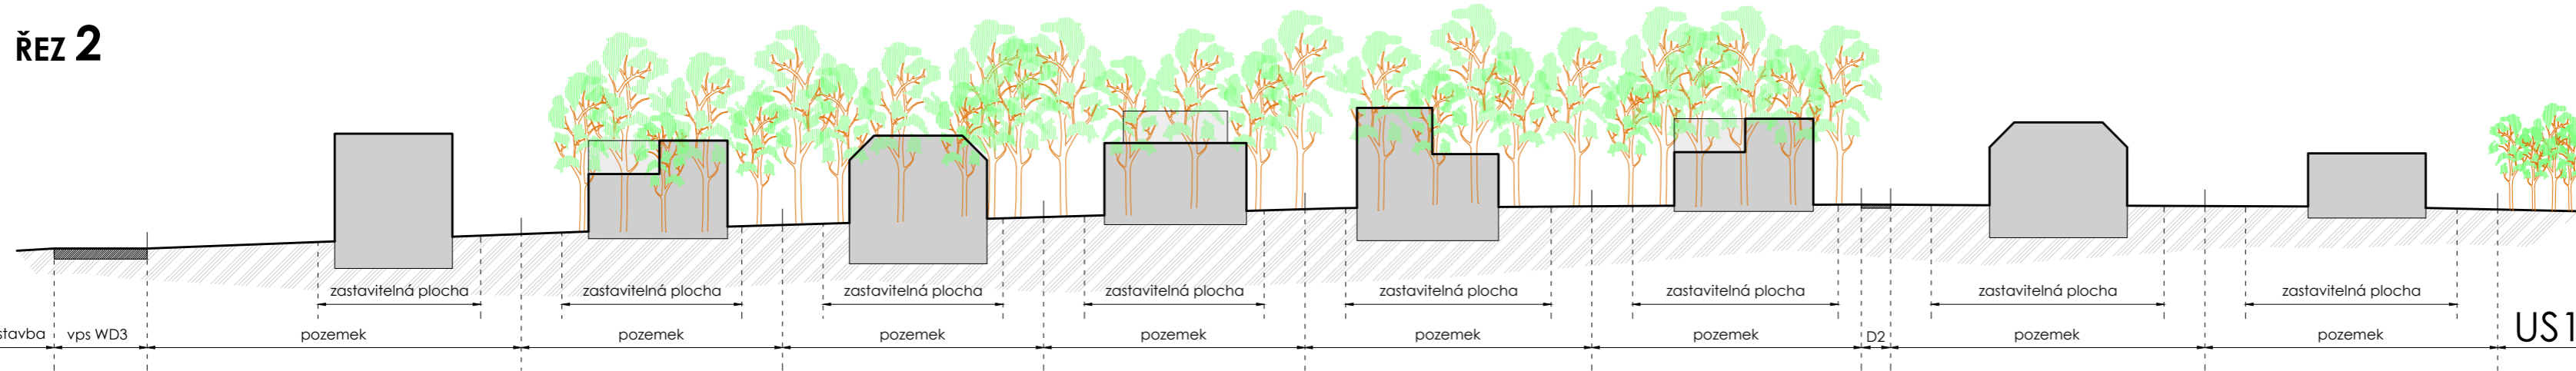 ŘEZ 2
zastavitelná plocha zastavitelná plocha zastavitelná plocha zastavitelná plocha zastavitelná plocha zastavitelná plocha zastavitelná plocha zastavitelná plocha
stavba vps WD3 pozemek pozemek pozemek pozemek pozemek pozemek D2 pozemek pozemek US1